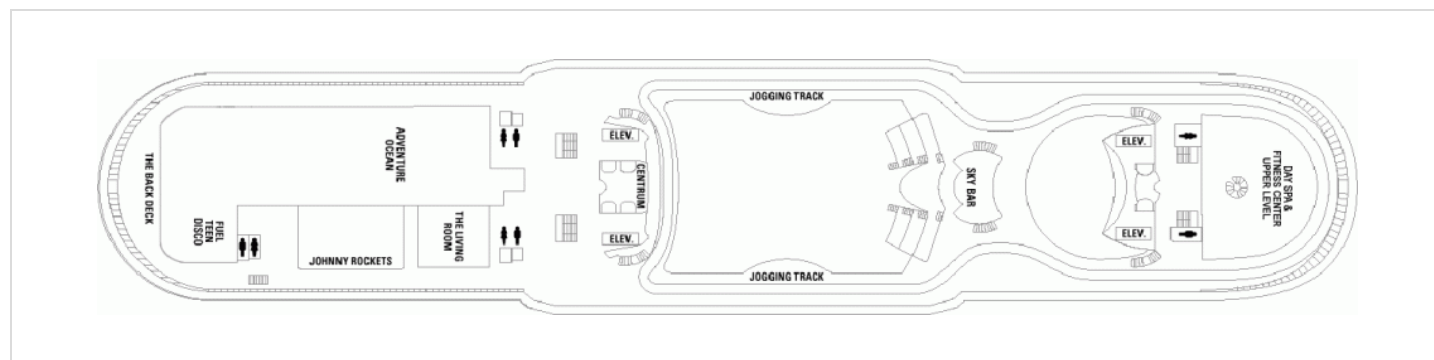 THE BACK DECK
ADVENTURE
OCEAN
FUEL
TEEN
DISCO
JOHNNY ROCKETS
THE LIVING
ROOM
ELEV.
CENTRUM
ELEV.
JOGGING TRACK
JOGGING TRACK
SKY BAR
ELEV.
ELEV.
DAY SPA &
FITNESS CENTER
UPPER LEVEL